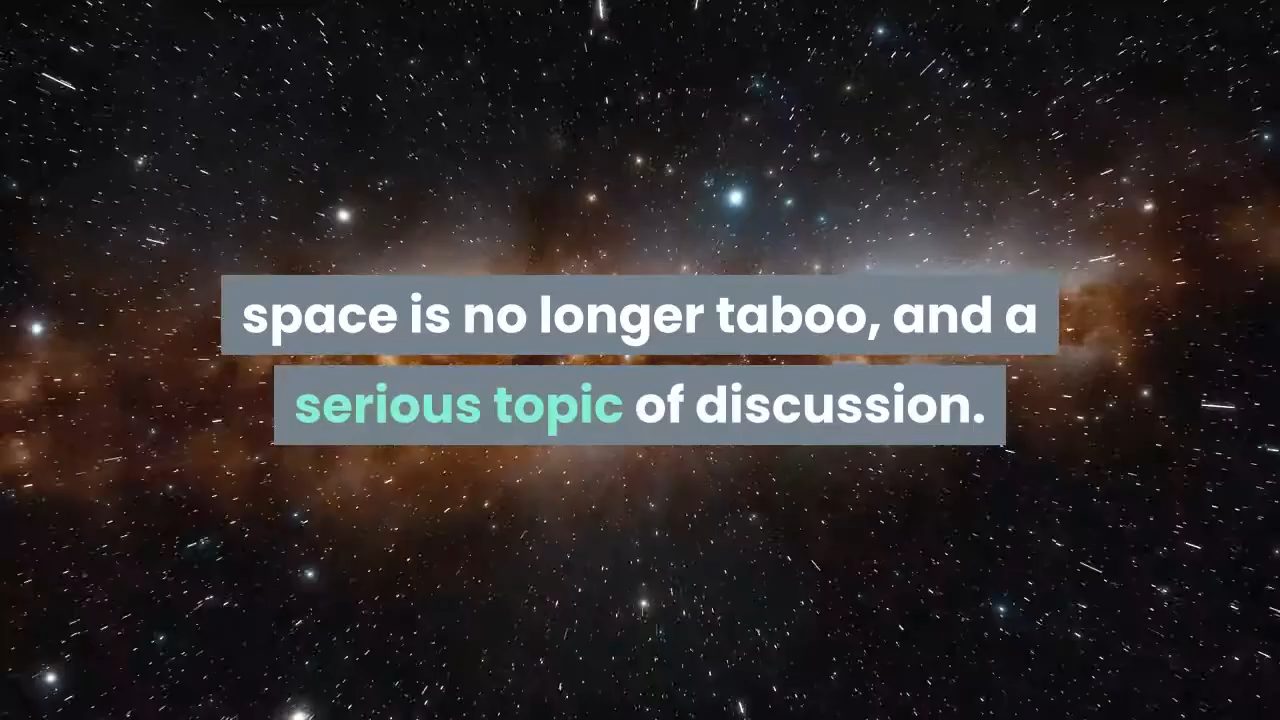 space is no longer taboo, and a
serious topic of discussion.